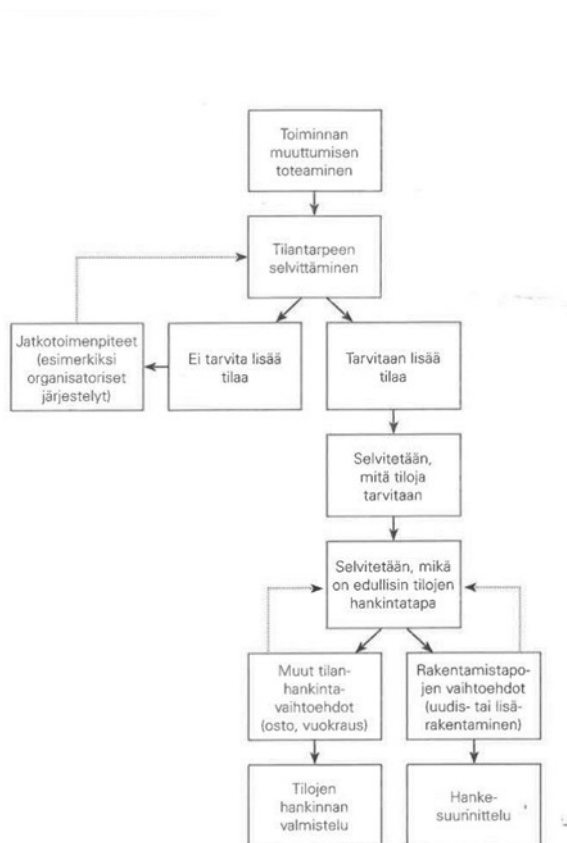 Toiminnan
muuttumisen
toteaminen
Tilantarpeen
selvittäminen
Jatkotoimenpiteet
(esimerkiksi
organisatoriset
järjestelyt)
Ei tarvita lisää
tilaa
Tarvitaan lisää
tilaa
Selvitetään,
mitä tiloja
tarvitaan
Selvitetään, mikä
on edullisin tilojen
hankintatapa
Muut tilan-
hankinta-
vaihtoehdot
(osto, vuokraus)
Rakentamistapo-
jen vaihtoehdot
(uudis- tai lisä-
rakentaminen)
Tilojen
hankinnan
valmistelu
Hanke-
suurinittelu